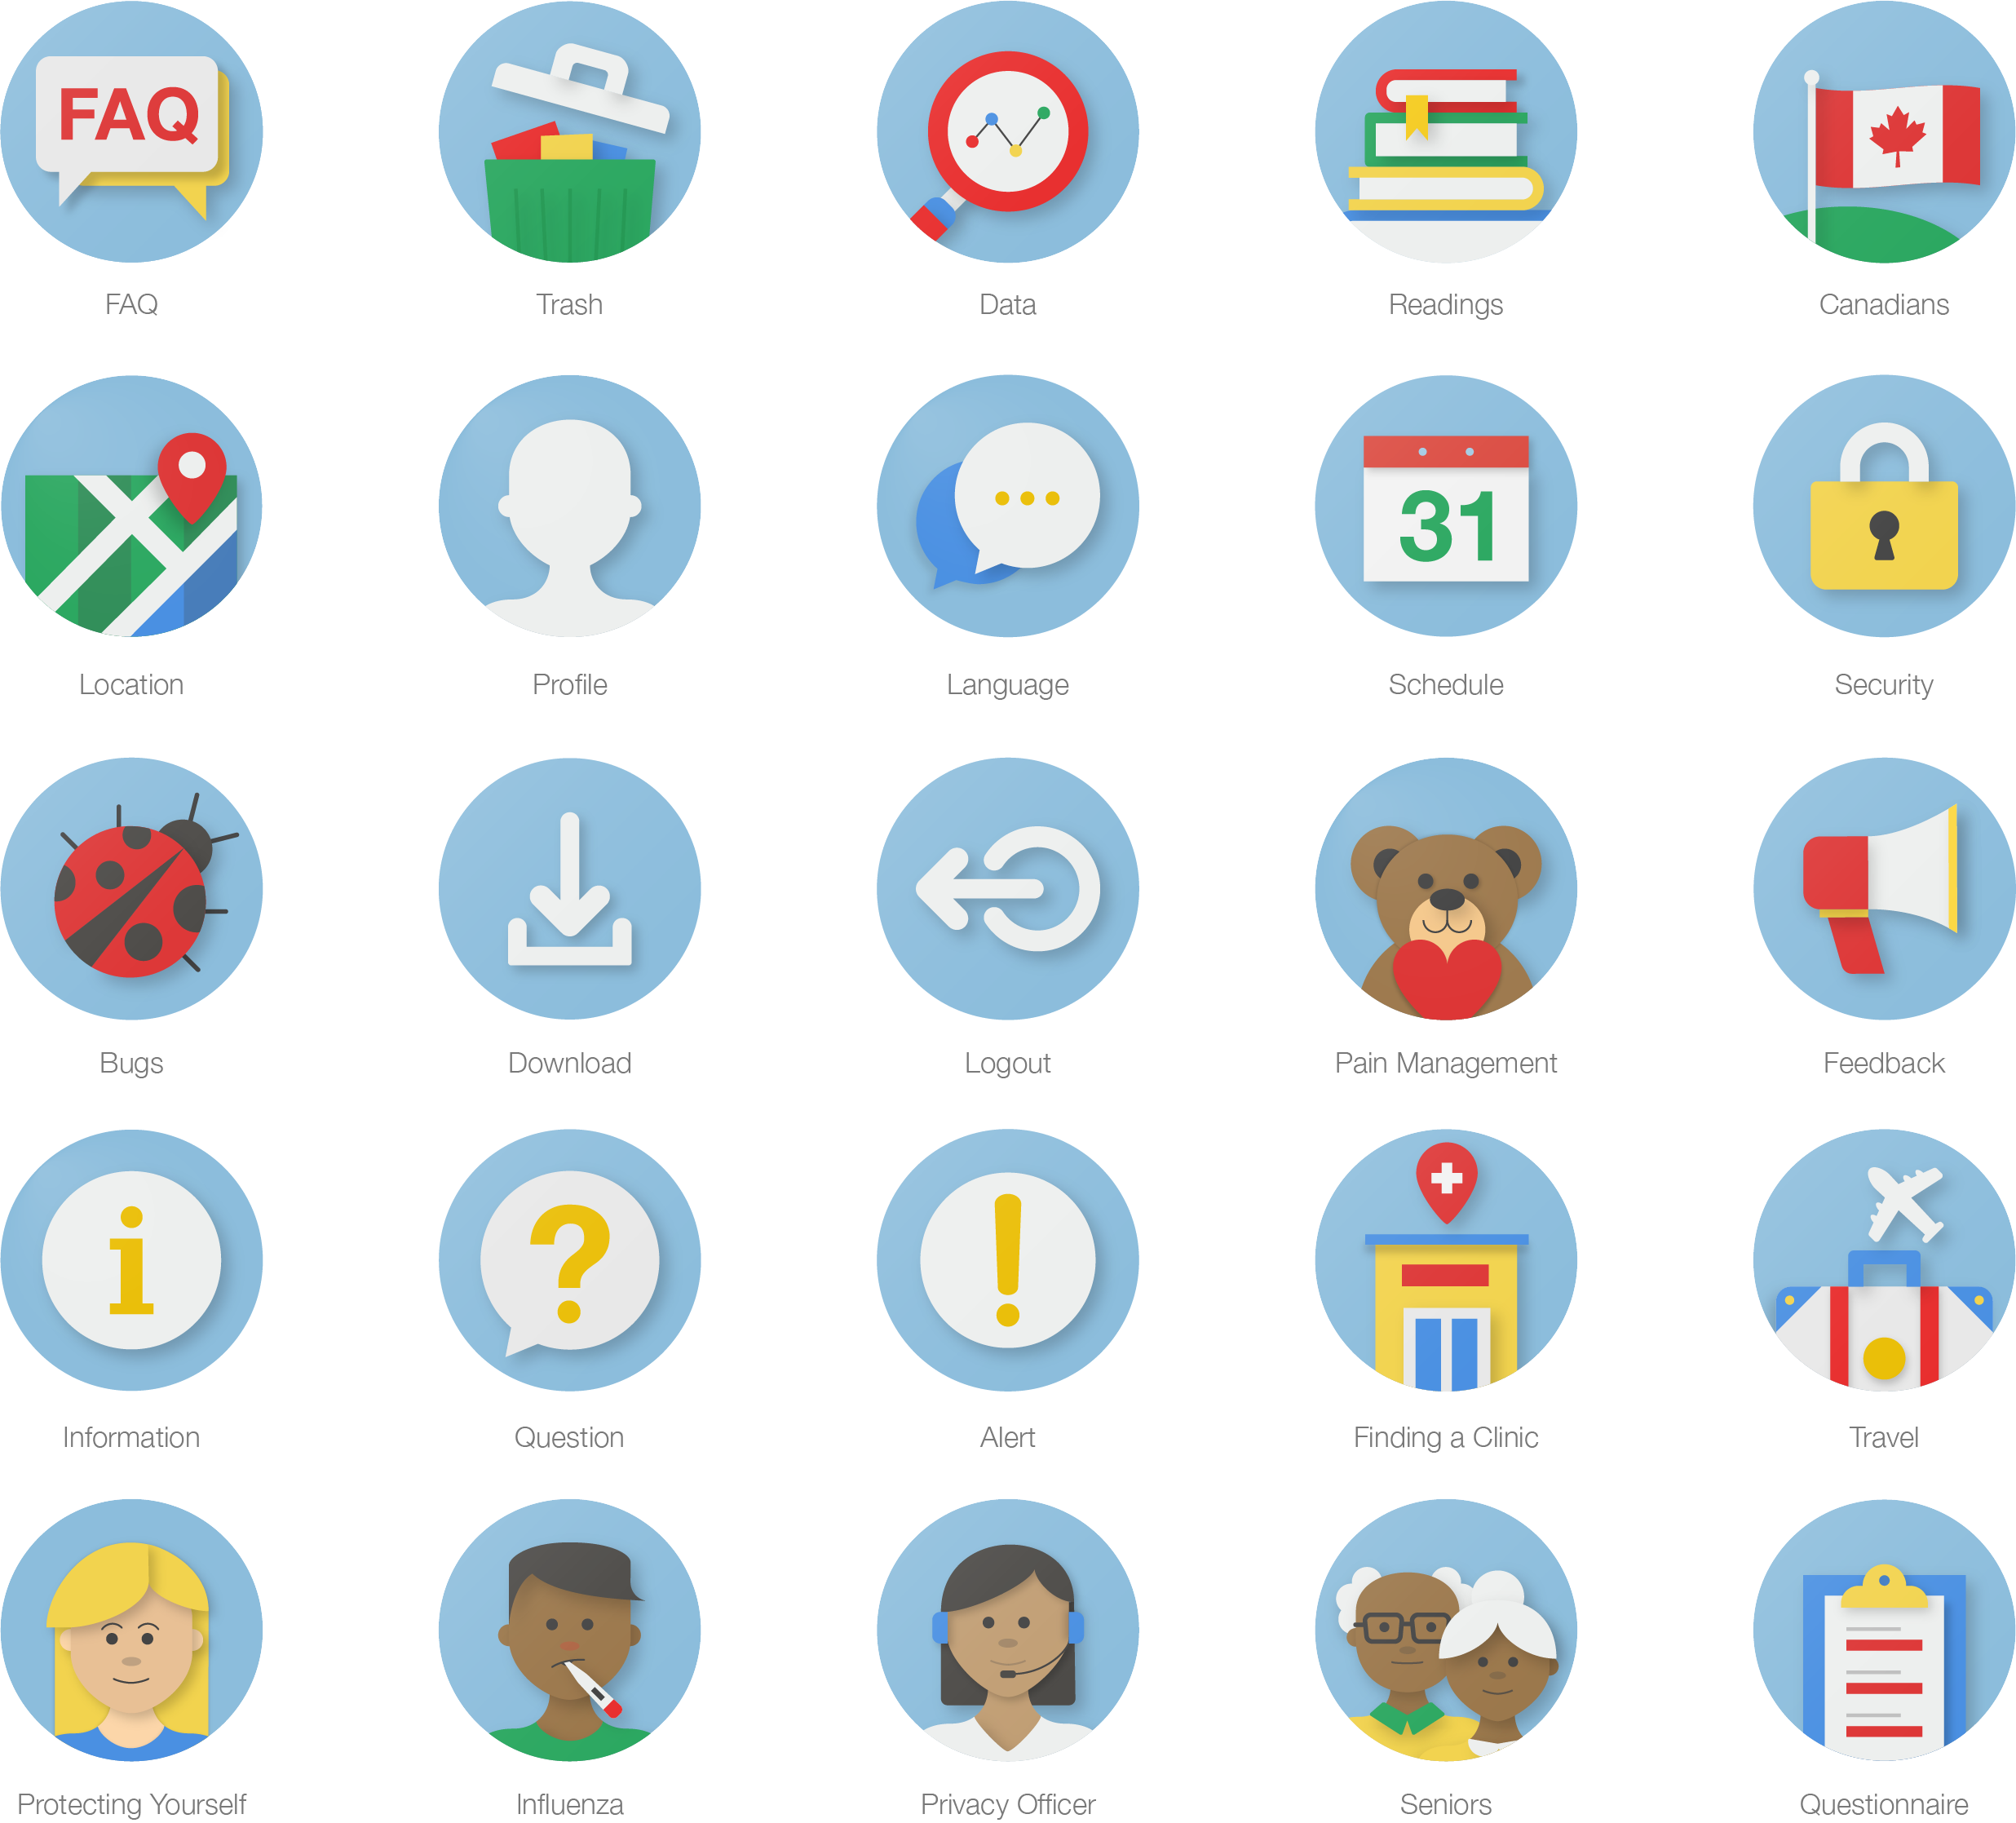 FAQ
FAQ
Trash
Data
Readings
Canadians
31
Location
Profile
Language
Schedule
Security
Bugs
Download
Logout
Pain Management
Feedback
i
?
!
Information
Question
Alert
Finding a Clinic
Travel
Protecting Yourself
Influenza
Privacy Officer
Seniors
Questionnaire